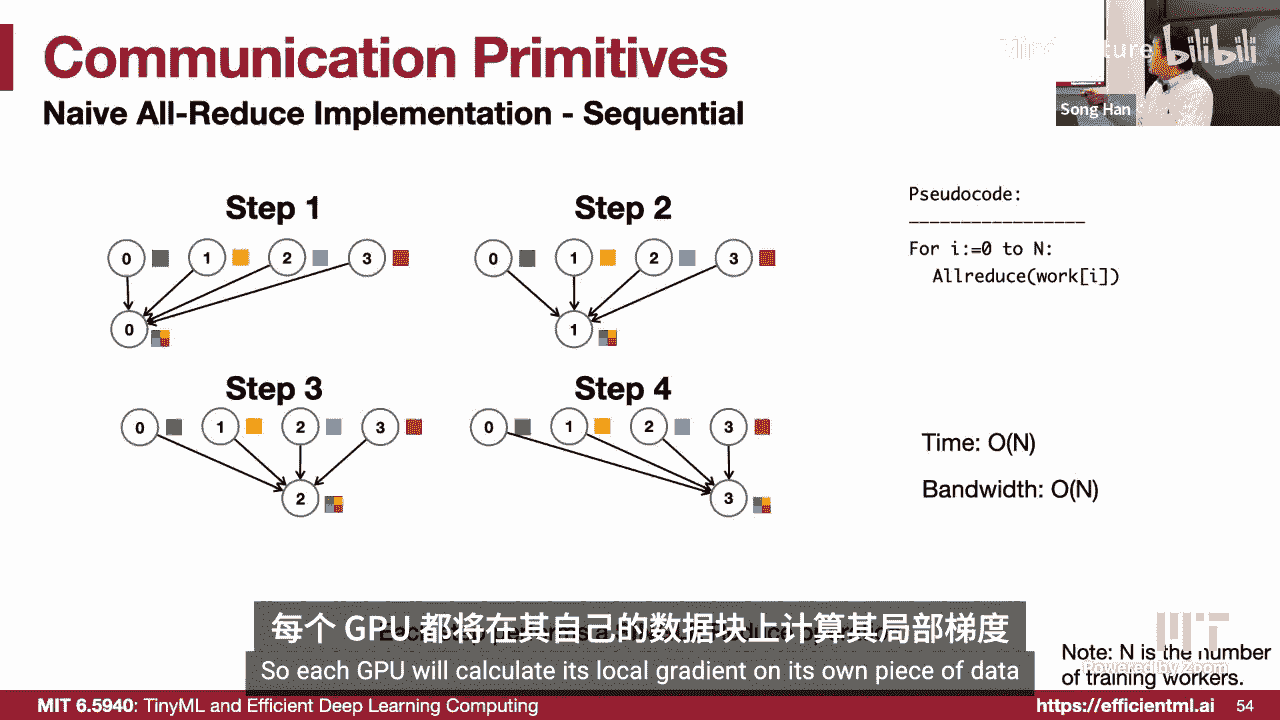 Communication Primitives
Naive All-Reduce Implementation - Sequential
bilibili
Song Han
Step 1
0 1 2 3
0
Step 2
0 1 2 3
1
Step 3
0 1 2 3
2
Step 4
0 1 2 3
3
Pseudocode:
-----------------
For i:=0 to N:
Allreduce(work[i])
Time: O(N)
Bandwidth: O(N)
每个 GPU 都将在其自己的数据块上计算其局部梯度
So each GPU will calculate its local gradient on its own piece of data
Note: N is the number
of training workers.
Powered by Zoom
MIT 6.5940: TinyML and Efficient Deep Learning Computing
https://efficientml.ai
54